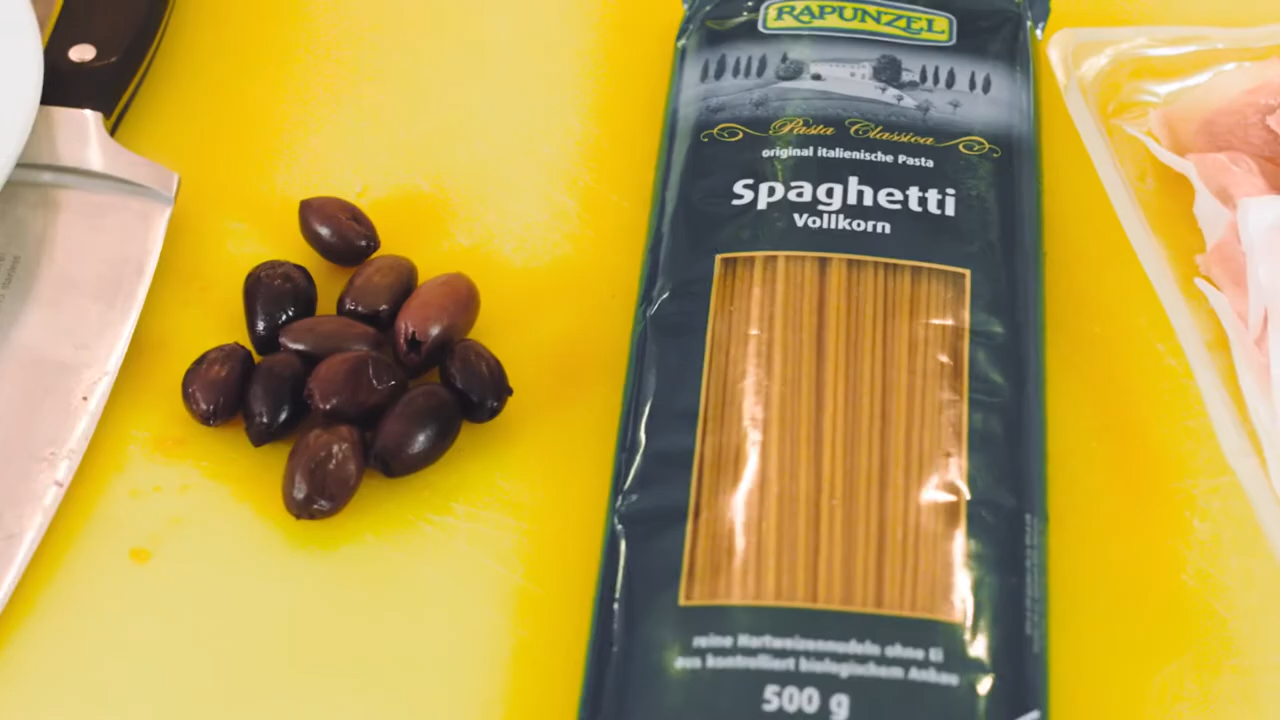 RAPUNZEL
Pasta Classica
original italienische Pasta
spaghetti
Vollkorn
reine Hartweizennudeln ohne Ei
aus kontrolliert biologischem Anbau
500 g